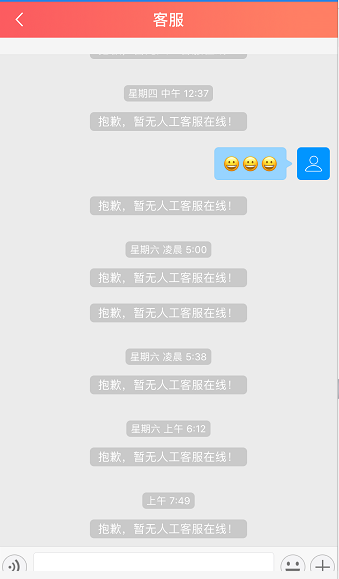 客服
星期四 中午 12:37
抱歉，暂无人工客服在线！
抱歉，暂无人工客服在线！
星期六 凌晨 5:00
抱歉，暂无人工客服在线！
抱歉，暂无人工客服在线！
星期六 凌晨 5:38
抱歉，暂无人工客服在线！
星期六 上午 6:12
抱歉，暂无人工客服在线！
上午 7:49
抱歉，暂无人工客服在线！